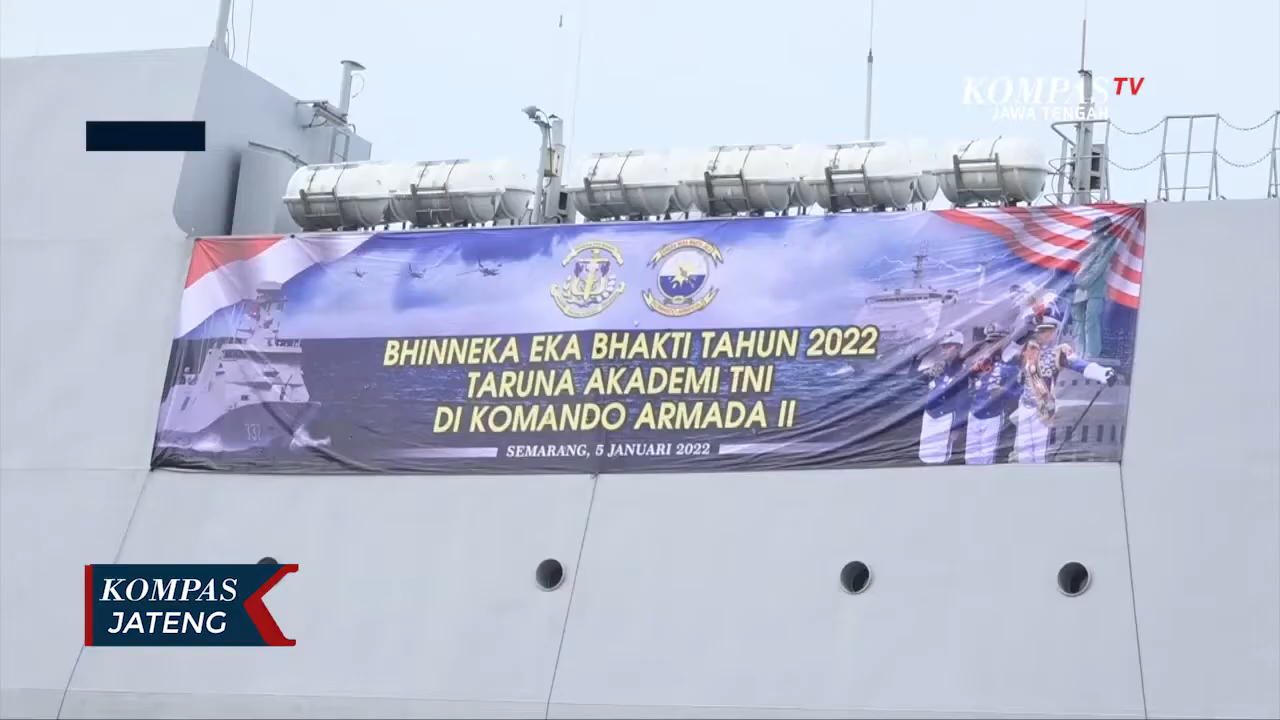 KOMPAS TV
JAWA TENGAH
BHINNEKA EKA BHAKTI TAHUN 2022
TARUNA AKADEMI TNI
DI KOMANDO ARMADA II
SEMARANG, 5 JANUARI 2022
KOMPAS
JATENG